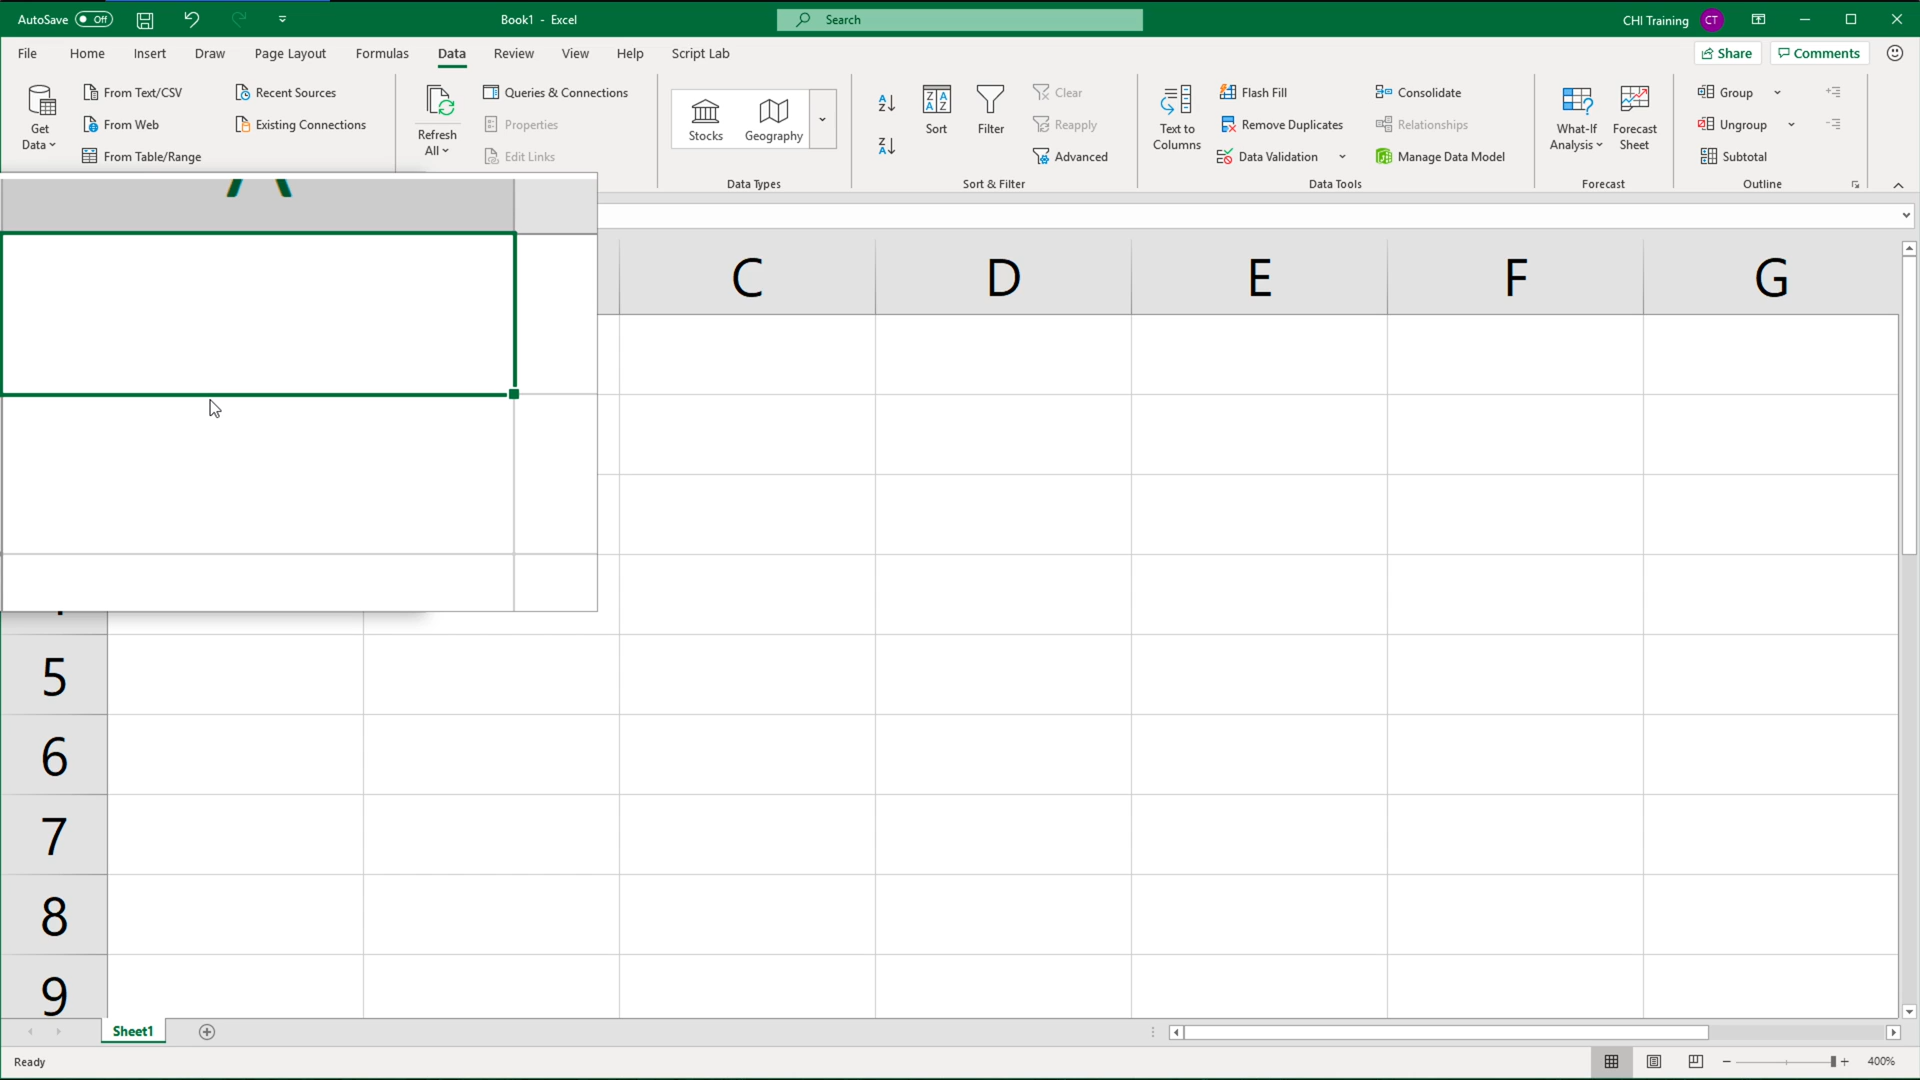 AutoSave Off Book1 - Excel Search CHI Training CT
File Home Insert Draw Page Layout Formulas Data Review View Help Script Lab Share Comments
Get Data
From Text/CSV
From Web
From Table/Range
Recent Sources
Existing Connections
Refresh All
Queries & Connections
Properties
Edit Links
Stocks
Geography
Data Types
Sort
Filter
Clear
Reapply
Advanced
Sort & Filter
Text to
Columns
Flash Fill
Remove Duplicates
Data Validation
Consolidate
Relationships
Manage Data Model
Data Tools
What-If
Analysis
Forecast
Sheet
Forecast
Group
Ungroup
Subtotal
Outline
C D E F G
5
6
7
8
9
Sheet1
Ready 400%